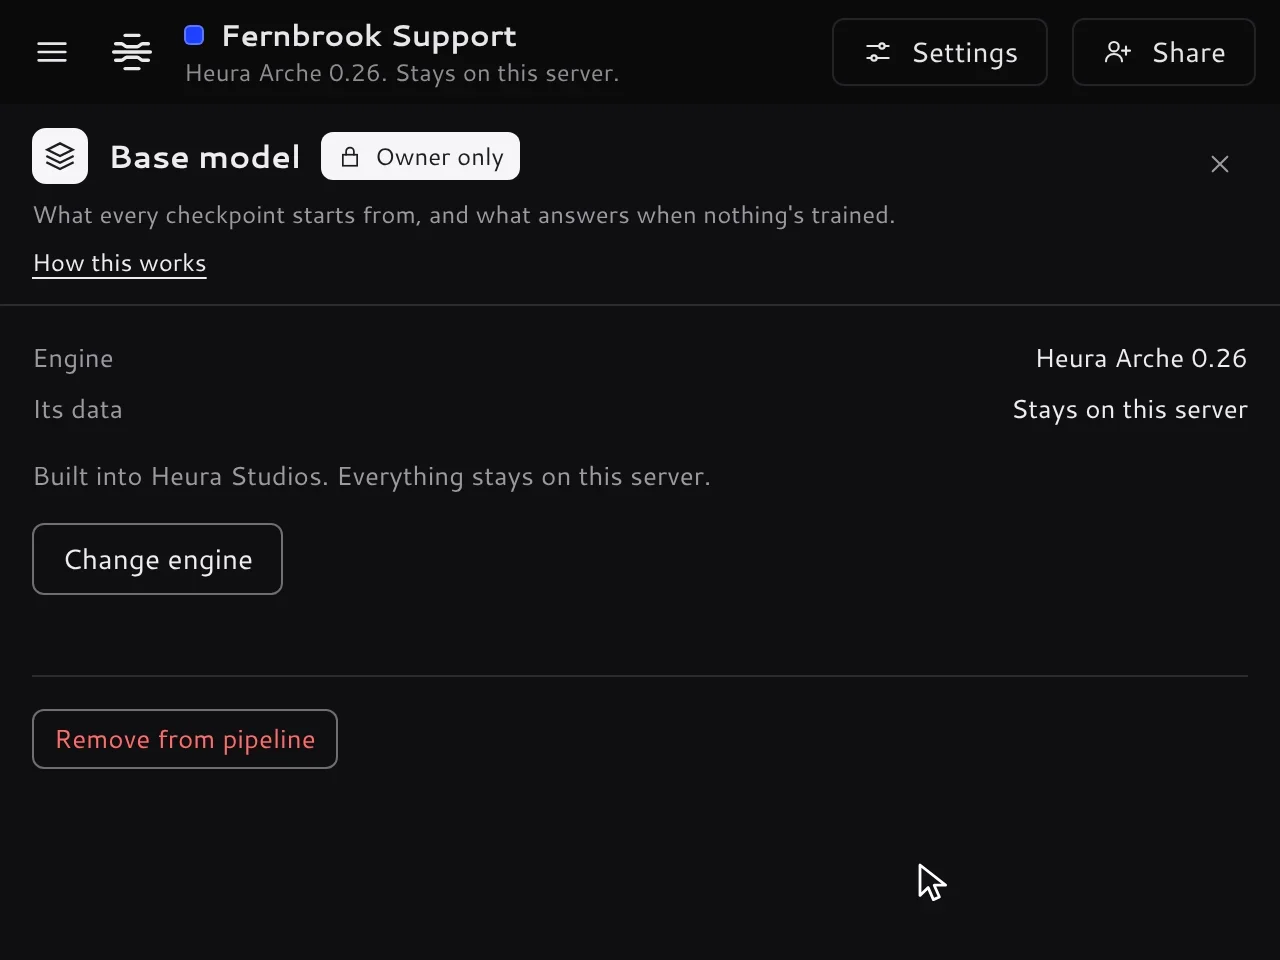 Fernbrook Support
Heura Arche 0.26. Stays on this server.
Settings
Share
Base model
Owner only
What every checkpoint starts from, and what answers when nothing's trained.
How this works
Engine
Heura Arche 0.26
Its data
Stays on this server
Built into Heura Studios. Everything stays on this server.
Change engine
Remove from pipeline